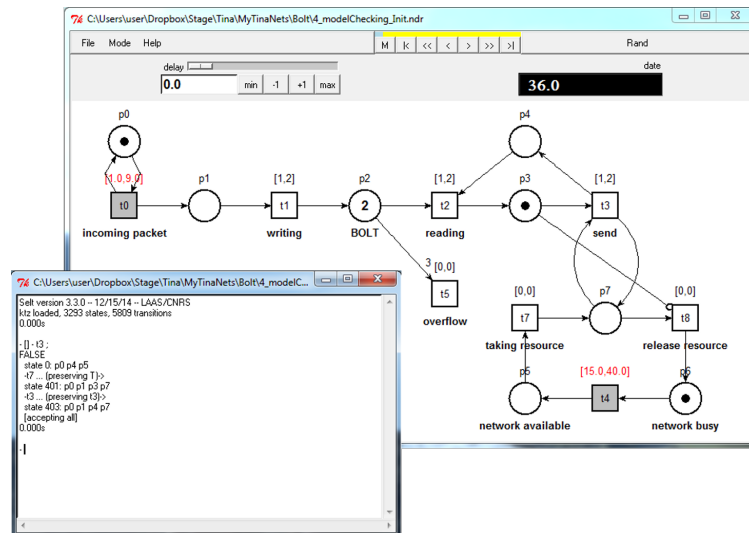 C:\Users\user\Dropbox\Stage\Tina\MyTinaNets\Bolt\4_modelChecking_Init.ndr
File Mode Help
M |< << < > >> >| Rand
delay
0.0 min -1 +1 max
date
36.0
p0
p4
[1.0,9.0] p1 [1,2] p2 [1,2] p3 [1,2]
t0 t1 2 t2 t3
incoming packet writing BOLT reading send
3 [0,0]
t5
overflow
[0,0] p7 [0,0]
t7 t8
taking resource release resource
p5 [15.0,40.0] p6
t4
network available network busy
C:\Users\user\Dropbox\Stage\Tina\MyTinaNets\Bolt\4_modelC...
Selt version 3.3.0 -- 12/15/14 -- LAAS/CNRS
ktz loaded, 3293 states, 5809 transitions
0.000s
- [] - t3 ;
FALSE
state 0: p0 p4 p5
-t7 ... (preserving T)->
state 401: p0 p1 p3 p7
-t3 ... (preserving t3)->
state 403: p0 p1 p4 p7
[accepting all]
0.000s
-